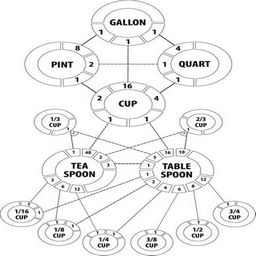 GALLON
1 1
8 4
1 1
PINT 2 QUART
1 16 1
2 4
CUP
1 1
1/3
CUP
2/3
CUP
1 48 2
3 16 10
TEA
SPOON
TABLE
SPOON
3 6 12
2 4 6 8 12
1/16
CUP
1/8
CUP
1/4
CUP
3/8
CUP
1/2
CUP
3/4
CUP